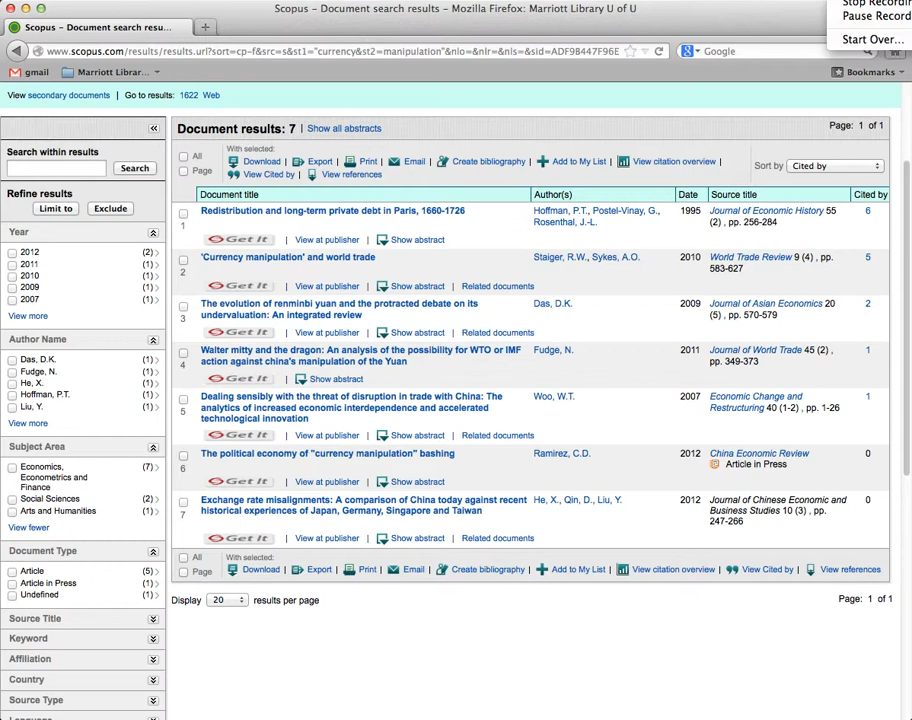 Scopus - Document search results - Mozilla Firefox: Marriott Library U of U
Stop Recordin
Pause Record
Start Over...
Scopus - Document search resu...
www.scopus.com/results/results.url?sort=cp-f&src=s&st1="currency&st2=manipulation"&nlo=&nlr=&nls=&sid=ADF9B447F96E
Google
gmail
Marriott Librar...
Bookmarks
View secondary documents | Go to results: 1622 Web
Document results: 7 | Show all abstracts
Page: 1 of 1
Search within results
Search
Refine results
Limit to
Exclude
Year
2012 (2)
2011 (1)
2010 (1)
2009 (1)
2007 (1)
View more
Author Name
Das, D.K. (1)
Fudge, N. (1)
He, X. (1)
Hoffman, P.T. (1)
Liu, Y. (1)
View more
Subject Area
Economics, (7)
Econometrics and
Finance
Social Sciences (2)
Arts and Humanities (1)
View fewer
Document Type
Article (5)
Article in Press (1)
Undefined (1)
Source Title
Keyword
Affiliation
Country
Source Type
All
Page
With selected:
Download | Export | Print | Email | Create bibliography | Add to My List | View citation overview |
View Cited by | View references
Sort by Cited by
Document title Author(s) Date Source title Cited by
1
Redistribution and long-term private debt in Paris, 1660-1726
Hoffman, P.T., Postel-Vinay, G.,
Rosenthal, J.-L.
1995
Journal of Economic History 55
(2) , pp. 256-284
6
Get It | View at publisher | Show abstract
2
'Currency manipulation' and world trade
Staiger, R.W., Sykes, A.O.
2010
World Trade Review 9 (4) , pp.
583-627
5
Get It | View at publisher | Show abstract | Related documents
3
The evolution of renminbi yuan and the protracted debate on its
undervaluation: An integrated review
Das, D.K.
2009
Journal of Asian Economics 20
(5) , pp. 570-579
2
Get It | View at publisher | Show abstract | Related documents
4
Walter mitty and the dragon: An analysis of the possibility for WTO or IMF
action against china's manipulation of the Yuan
Fudge, N.
2011
Journal of World Trade 45 (2) ,
pp. 349-373
1
Get It | Show abstract
5
Dealing sensibly with the threat of disruption in trade with China: The
analytics of increased economic interdependence and accelerated
technological innovation
Woo, W.T.
2007
Economic Change and
Restructuring 40 (1-2) , pp. 1-26
1
Get It | View at publisher | Show abstract | Related documents
6
The political economy of "currency manipulation" bashing
Ramirez, C.D.
2012
China Economic Review
Article in Press
0
Get It | View at publisher | Show abstract
7
Exchange rate misalignments: A comparison of China today against recent
historical experiences of Japan, Germany, Singapore and Taiwan
He, X., Qin, D., Liu, Y.
2012
Journal of Chinese Economic and
Business Studies 10 (3) , pp.
247-266
0
Get It | View at publisher | Show abstract | Related documents
All
Page
With selected:
Download | Export | Print | Email | Create bibliography | Add to My List | View citation overview | View Cited by | View references
Display 20 results per page
Page: 1 of 1